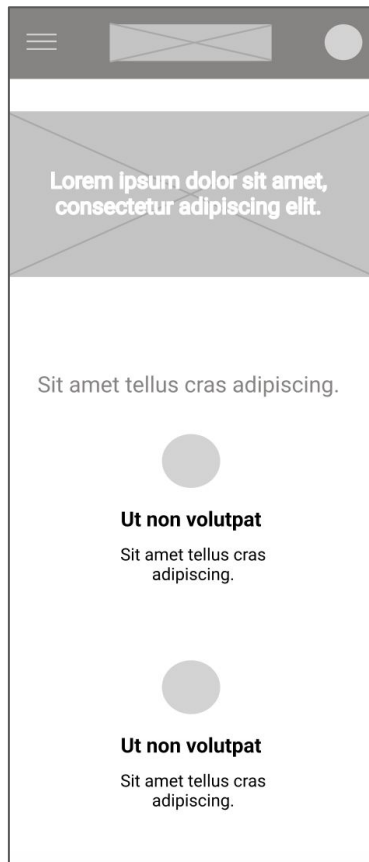 Lorem ipsum dolor sit amet,
consectetur adipiscing elit.
Sit amet tellus cras adipiscing.
Ut non volutpat
Sit amet tellus cras
adipiscing.
Ut non volutpat
Sit amet tellus cras
adipiscing.